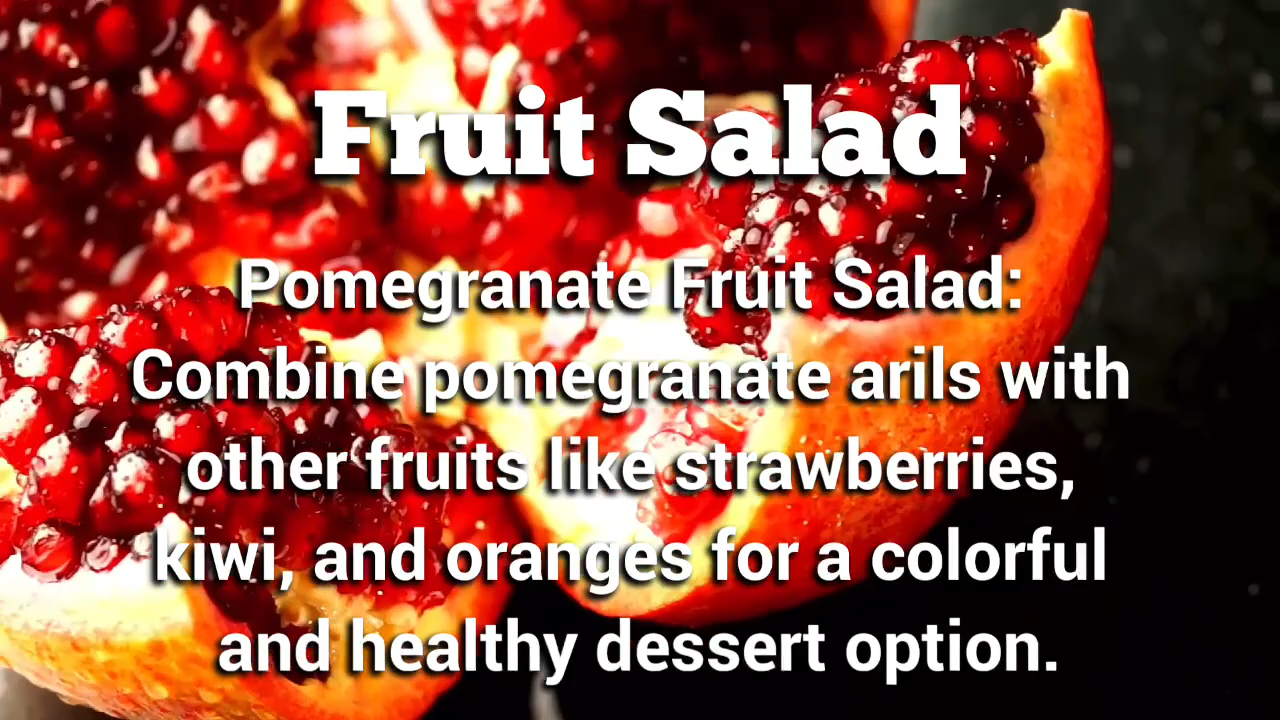 Fruit Salad
Pomegranate Fruit Salad:
Combine pomegranate arils with
other fruits like strawberries,
kiwi, and oranges for a colorful
and healthy dessert option.